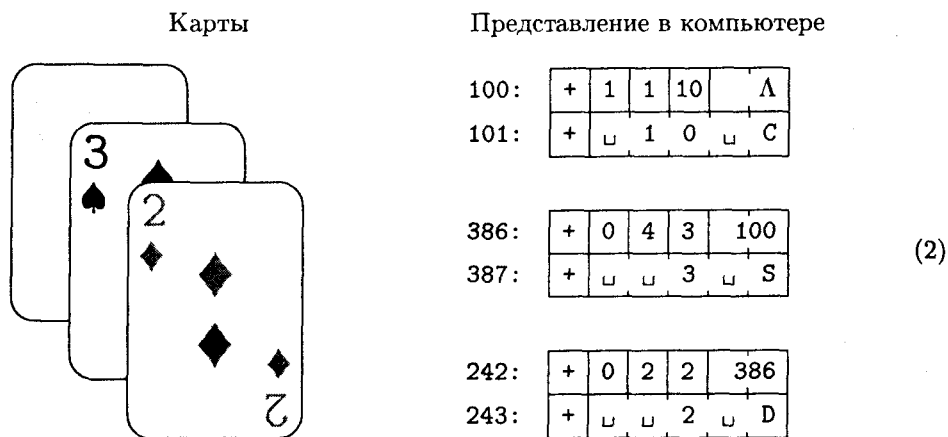 Карты Представление в компьютере
100: + 1 1 10 Λ
101: + ␣ 1 0 ␣ C
3
2
386: + 0 4 3 100
387: + ␣ ␣ 3 ␣ S
(2)
242: + 0 2 2 386
243: + ␣ ␣ 2 ␣ D
2